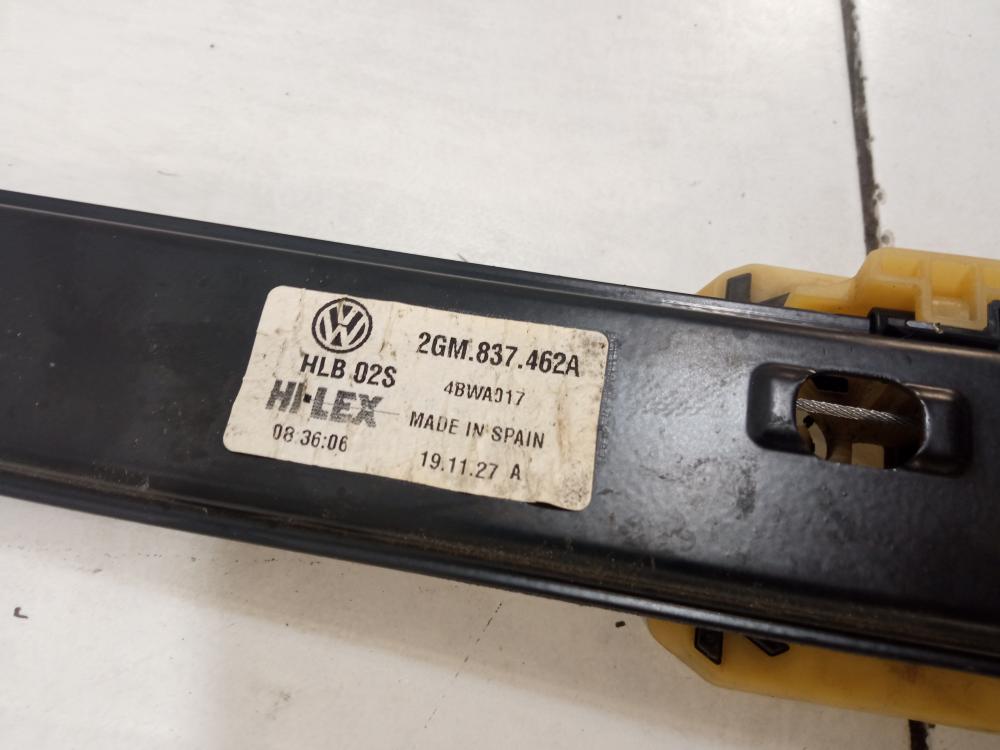 2GM.837.462A
HLB 02S
4BWA017
HI-LEX
MADE IN SPAIN
08:36:06
19.11.27 A